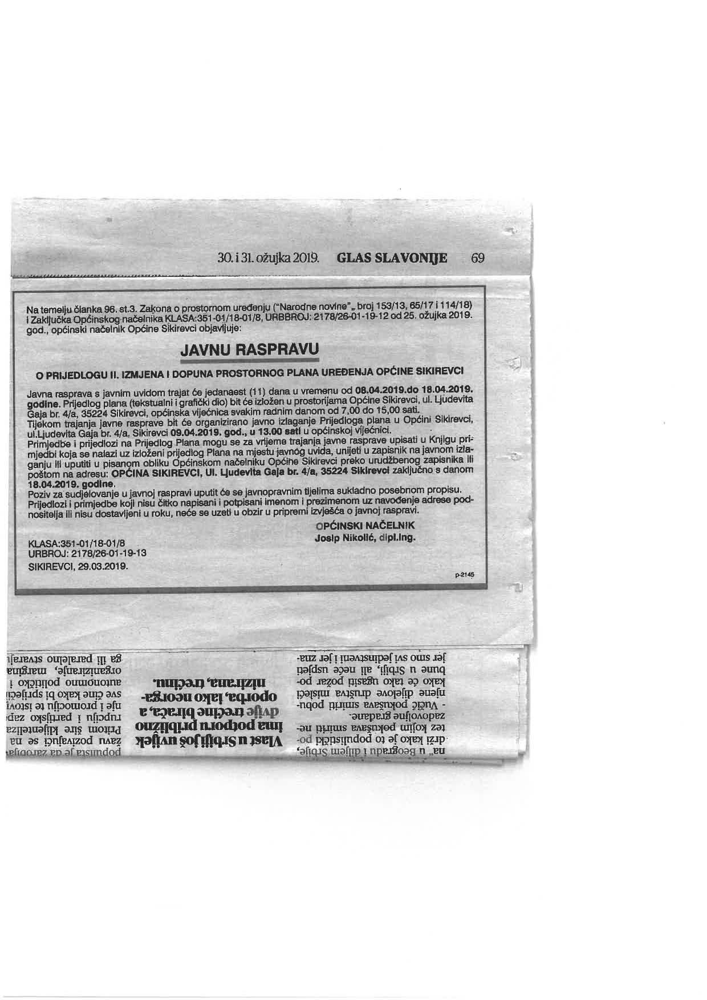 30. i 31. ožujka 2019. GLAS SLAVONIJE 69
Na temelju članka 96. st.3. Zakona o prostornom uređenju ("Narodne novine"„ broj 153/13, 65/17 i 114/18)
i Zaključka Općinskog načelnika KLASA:351-01/18-01/8, URBBROJ: 2178/26-01-19-12 od 25. ožujka 2019.
god., općinski načelnik Općine Sikirevci objavljuje:
JAVNU RASPRAVU
O PRIJEDLOGU II. IZMJENA I DOPUNA PROSTORNOG PLANA UREĐENJA OPĆINE SIKIREVCI
Javna rasprava s javnim uvidom trajat će jedanaest (11) dana u vremenu od 08.04.2019.do 18.04.2019.
godine. Prijedlog plana (tekstualni i grafički dio) bit će izložen u prostorijama Općine Sikirevci, ul. Ljudevita
Gaja br. 4/a, 35224 Sikirevci, općinska vijećnica svakim radnim danom od 7,00 do 15,00 sati.
Tijekom trajanja javne rasprave bit će organizirano javno izlaganje Prijedloga plana u Općini Sikirevci,
ul.Ljudevita Gaja br. 4/a, Sikirevci 09.04.2019. god., u 13.00 sati u općinskoj vijećnici.
Primjedbe i prijedlozi na Prijedlog Plana mogu se za vrijeme trajanja javne rasprave upisati u Knjigu pri-
mjedbi koja se nalazi uz izloženi prijedlog Plana na mjestu javnog uvida, unijeti u zapisnik na javnom izla-
ganju ili uputiti u pisanom obliku Općinskom načelniku Općine Sikirevci preko urudžbenog zapisnika ili
poštom na adresu: OPĆINA SIKIREVCI, Ul. Ljudevita Gaja br. 4/a, 35224 Sikirevci zaključno s danom
18.04.2019. godine.
Poziv za sudjelovanje u javnoj raspravi uputit će se javnopravnim tijelima sukladno posebnom propisu.
Prijedlozi i primjedbe koji nisu čitko napisani i potpisani imenom i prezimenom uz navođenje adrese pod-
nositelja ili nisu dostavljeni u roku, neće se uzeti u obzir u pripremi izvješća o javnoj raspravi.
OPĆINSKI NAČELNIK
Josip Nikolić, dipl.ing.
KLASA:351-01/18-01/8
URBROJ: 2178/26-01-19-13
SIKIREVCI, 29.03.2019.
p-2145
na" u Beogradu i diljem Srbije,
drži kako je to populistički po-
tez kojim pokušava smiriti ne-
zadovoljne građane.
- Vučić pokušava smiriti pobu-
njene dijelove društva misleći
kako će tako ugasiti požar po-
bune u Srbiji, ali neće uspjeti
jer smo svi jedinstveni i jer zna-
Vlast u Srbiji još uvijek
ima potporu približno
dvije trećine birača, a
oporba, iako neorga-
nizirana, trećinu.
populista je da zarobljava
žavu pozivajući se na
Pritom šire klijenteliza
rupciju i partijsko zap
nje i promociju te istovr
sve čine kako bi spriječi
autonomno političko i
organiziranje, margina
ga ili paralelno stvaraj